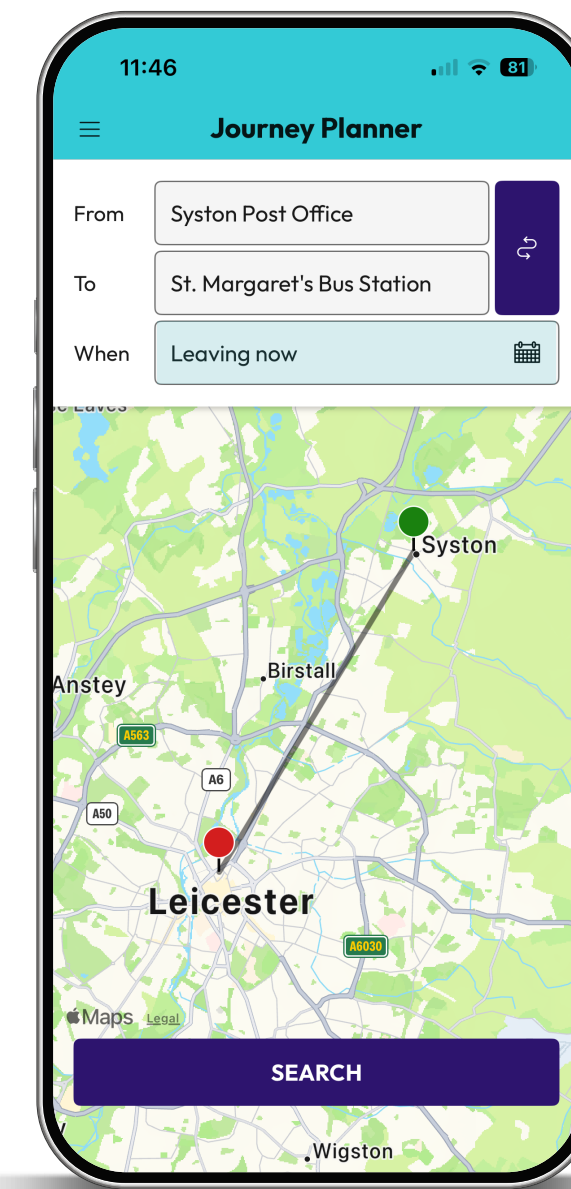 11:46
81
Journey Planner
From
Syston Post Office
To
St. Margaret's Bus Station
When
Leaving now
Syston
Birstall
Anstey
A563
A6
A50
Leicester
A6030
Maps
Legal
SEARCH
Wigston